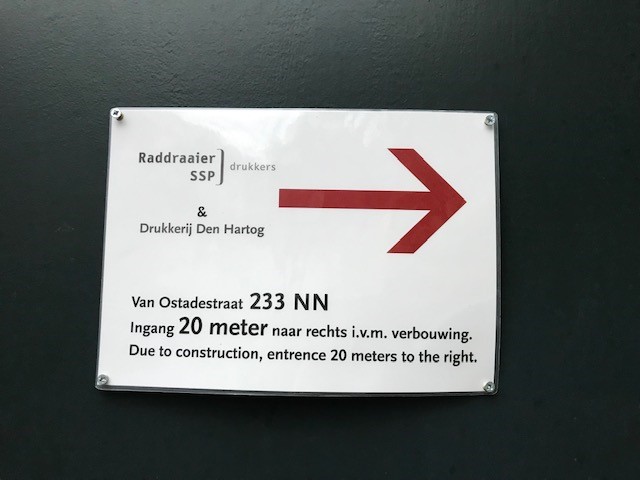 Raddraaier
SSP
drukkers
&
Drukkerij Den Hartog
Van Ostadestraat 233 NN
Ingang 20 meter naar rechts i.v.m. verbouwing.
Due to construction, entrence 20 meters to the right.